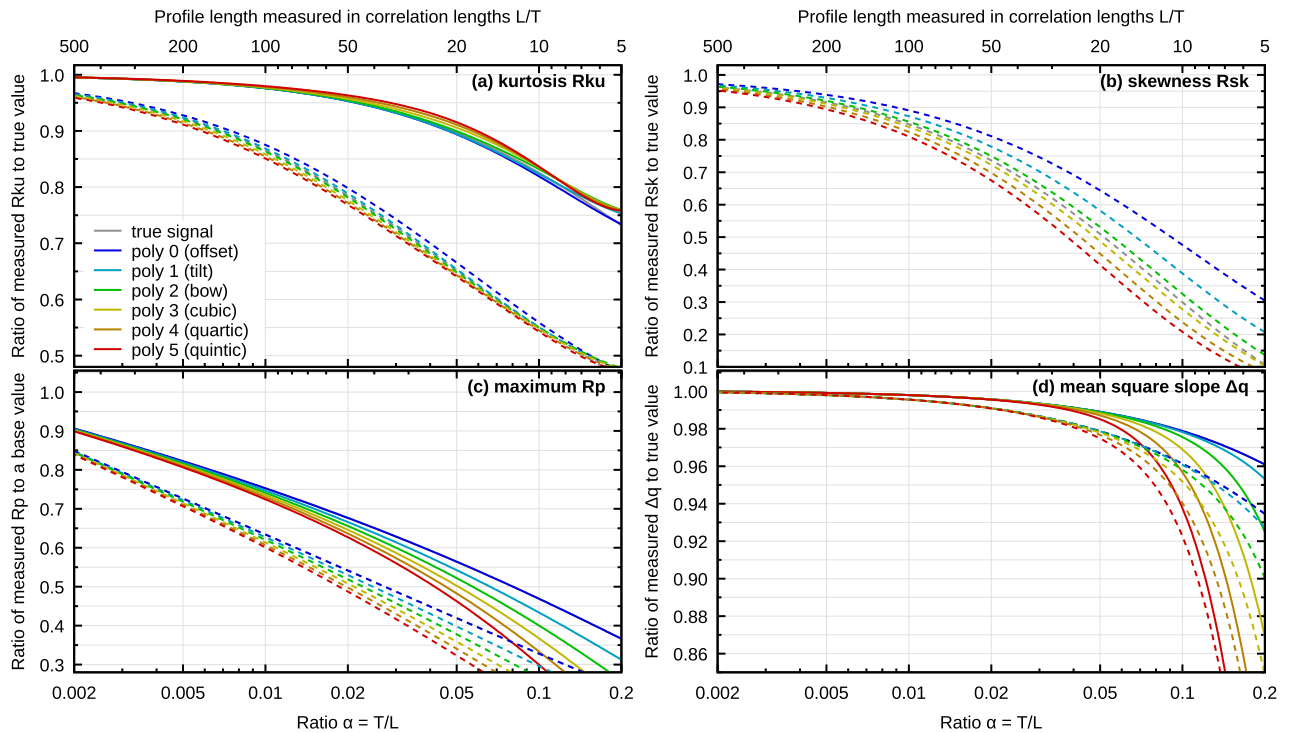 Profile length measured in correlation lengths L/T
500 200 100 50 20 10 5
Ratio of measured Rku to true value
1.0
0.9
0.8
0.7
0.6
0.5
(a) kurtosis Rku
true signal
poly 0 (offset)
poly 1 (tilt)
poly 2 (bow)
poly 3 (cubic)
poly 4 (quartic)
poly 5 (quintic)
Profile length measured in correlation lengths L/T
500 200 100 50 20 10 5
Ratio of measured Rsk to true value
1.0
0.9
0.8
0.7
0.6
0.5
0.4
0.3
0.2
0.1
(b) skewness Rsk
Ratio of measured Rp to a base value
1.0
0.9
0.8
0.7
0.6
0.5
0.4
0.3
(c) maximum Rp
0.002 0.005 0.01 0.02 0.05 0.1 0.2
Ratio α = T/L
Ratio of measured Δq to true value
1.00
0.98
0.96
0.94
0.92
0.90
0.88
0.86
(d) mean square slope Δq
0.002 0.005 0.01 0.02 0.05 0.1 0.2
Ratio α = T/L